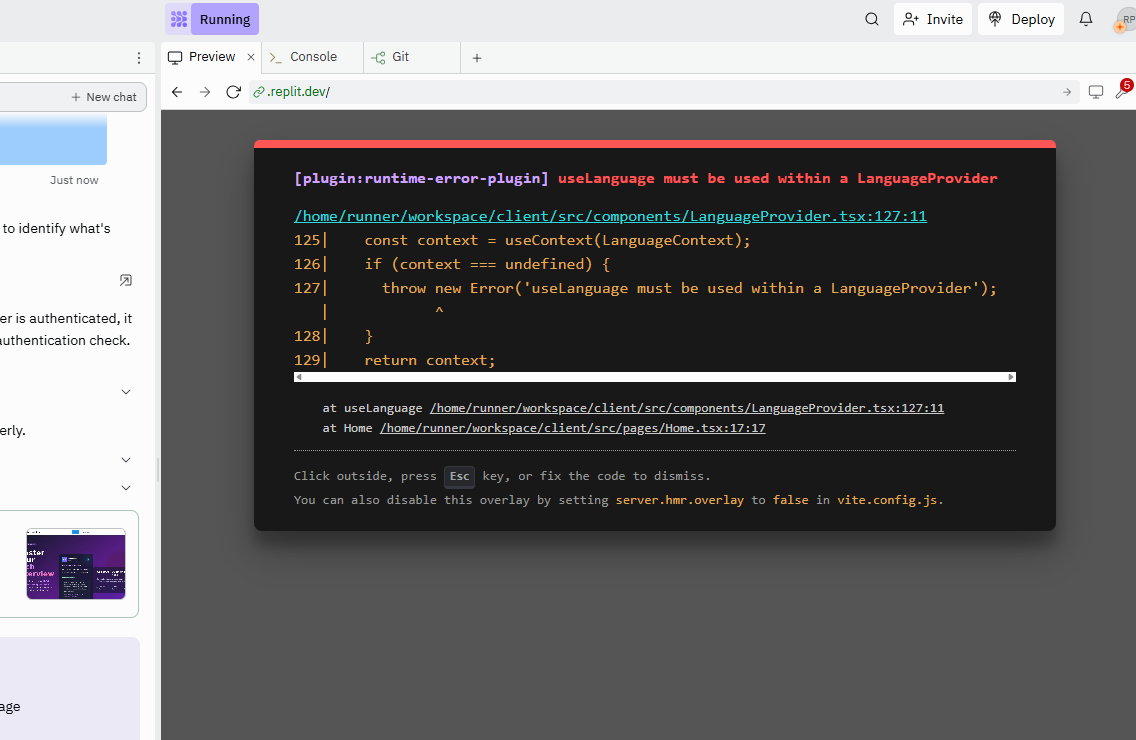 Running
Invite
Deploy
RP
Preview
Console
Git
New chat
.replit.dev/
5
Just now
to identify what's
er is authenticated, it
authentication check.
erly.
age
[plugin:runtime-error-plugin] useLanguage must be used within a LanguageProvider
/home/runner/workspace/client/src/components/LanguageProvider.tsx:127:11
125|    const context = useContext(LanguageContext);
126|    if (context === undefined) {
127|      throw new Error('useLanguage must be used within a LanguageProvider');
   |            ^
128|    }
129|    return context;
at useLanguage /home/runner/workspace/client/src/components/LanguageProvider.tsx:127:11
at Home /home/runner/workspace/client/src/pages/Home.tsx:17:17
Click outside, press Esc key, or fix the code to dismiss.
You can also disable this overlay by setting server.hmr.overlay to false in vite.config.js.